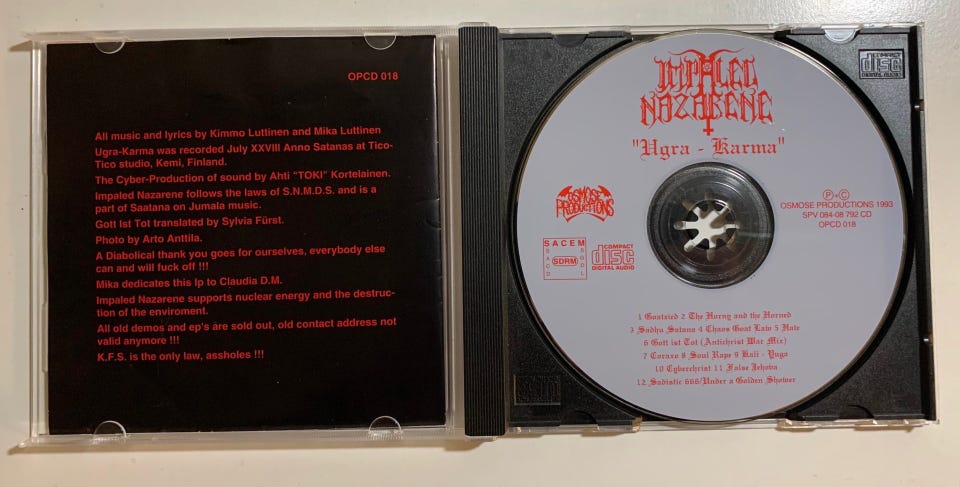 OPCD 018
All music and lyrics by Kimmo Luttinen and Mika Luttinen
Ugra-Karma was recorded July XXVIII Anno Satanas at Tico-
Tico studio, Kemi, Finland.
The Cyber-Production of sound by Ahti "TOKI" Kortelainen.
Impaled Nazarene follows the laws of S.N.M.D.S. and is a
part of Saatana on Jumala music.
Gott Ist Tot translated by Sylvia Fürst.
Photo by Arto Anttila.
A Diabolical thank you goes for ourselves, everybody else
can and will fuck off !!!
Mika dedicates this lp to Claudia D.M.
Impaled Nazarene supports nuclear energy and the destruc-
tion of the enviroment.
All old demos and ep's are sold out, old contact address not
valid anymore !!!
K.F.S. is the only law, assholes !!!
IMPALED
NAZARENE
"Ugra - Karma"
OSMOSE
PRODUCTIONS
P+C
OSMOSE PRODUCTIONS 1993
SPV 084-08 792 CD
OPCD 018
SACEM
SACD
SDRM
SGDL
COMPACT
disc
DIGITAL AUDIO
1 Goatzied 2 The Horny and the Horned
3 Sadhu Satana 4 Chaos Goat Law 5 Hate
6 Gott ist Tot (Antichrist War Mix)
7 Coraxo 8 Soul Rape 9 Kali - Yuga
10 Cyberchrist 11 False Jehova
12 Sadistic 666/Under a Golden Shower
COMPACT
disc
DIGITAL AUDIO